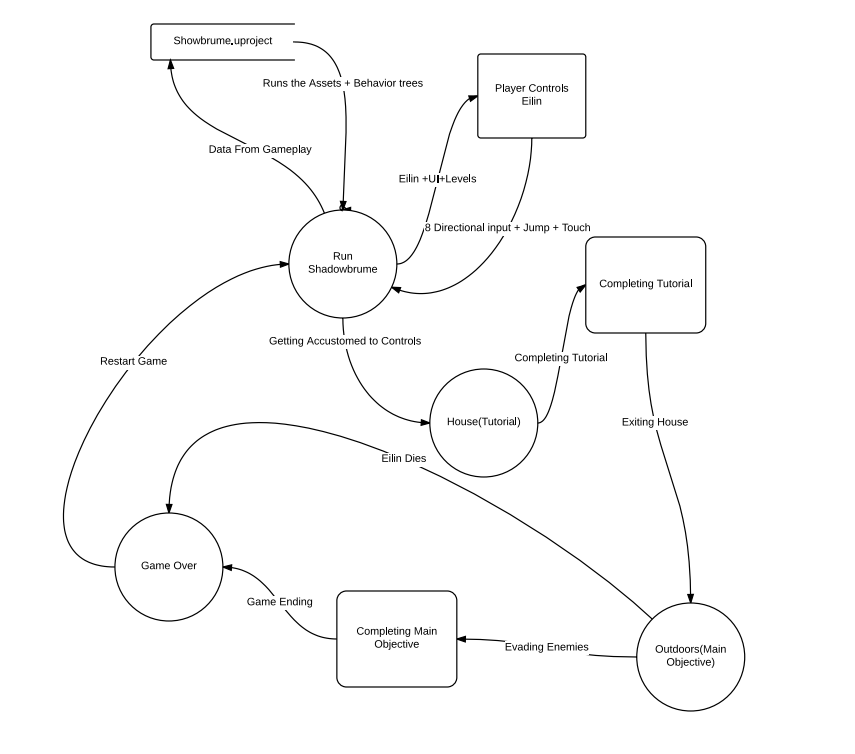 Showbrume.uproject
Runs the Assets + Behavior trees
Player Controls
Eilin
Data From Gameplay
Eilin +UI+Levels
8 Directional input + Jump + Touch
Run
Shadowbrume
Completing Tutorial
Getting Accustomed to Controls
Restart Game
Completing Tutorial
House(Tutorial)
Exiting House
Eilin Dies
Game Over
Game Ending
Completing Main
Objective
Evading Enemies
Outdoors(Main
Objective)